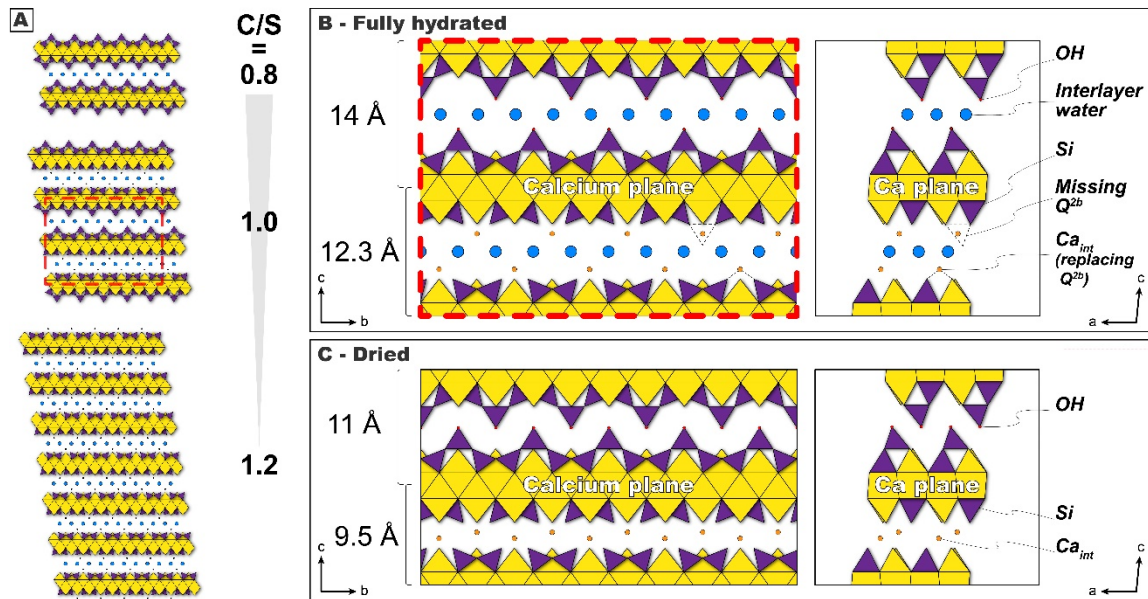 A
C/S
=
0.8
1.0
1.2
B - Fully hydrated
14 Å
12.3 Å
Calcium plane
c
b
Ca plane
OH
Interlayer
water
Si
Missing
Q2b
Caint
(replacing
Q2b)
c
a
C - Dried
11 Å
9.5 Å
Calcium plane
c
b
Ca plane
OH
Si
Caint
c
a